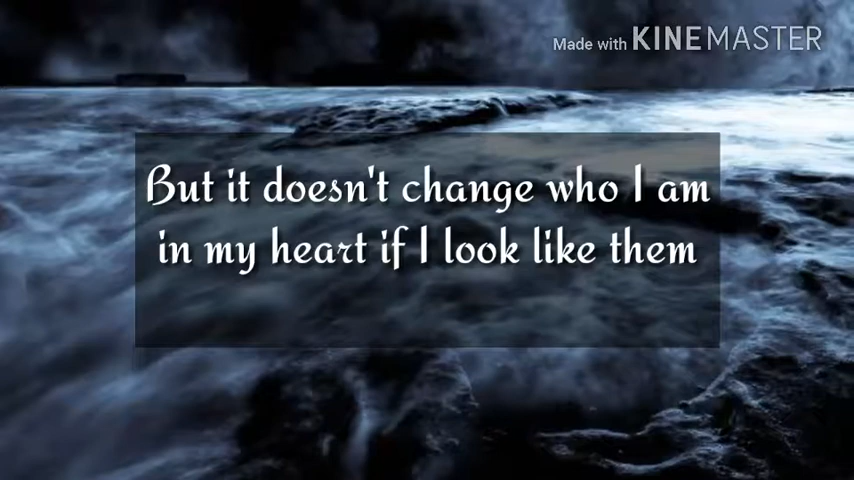 Made with KINEMASTER
But it doesn't change who I am
in my heart if I look like them